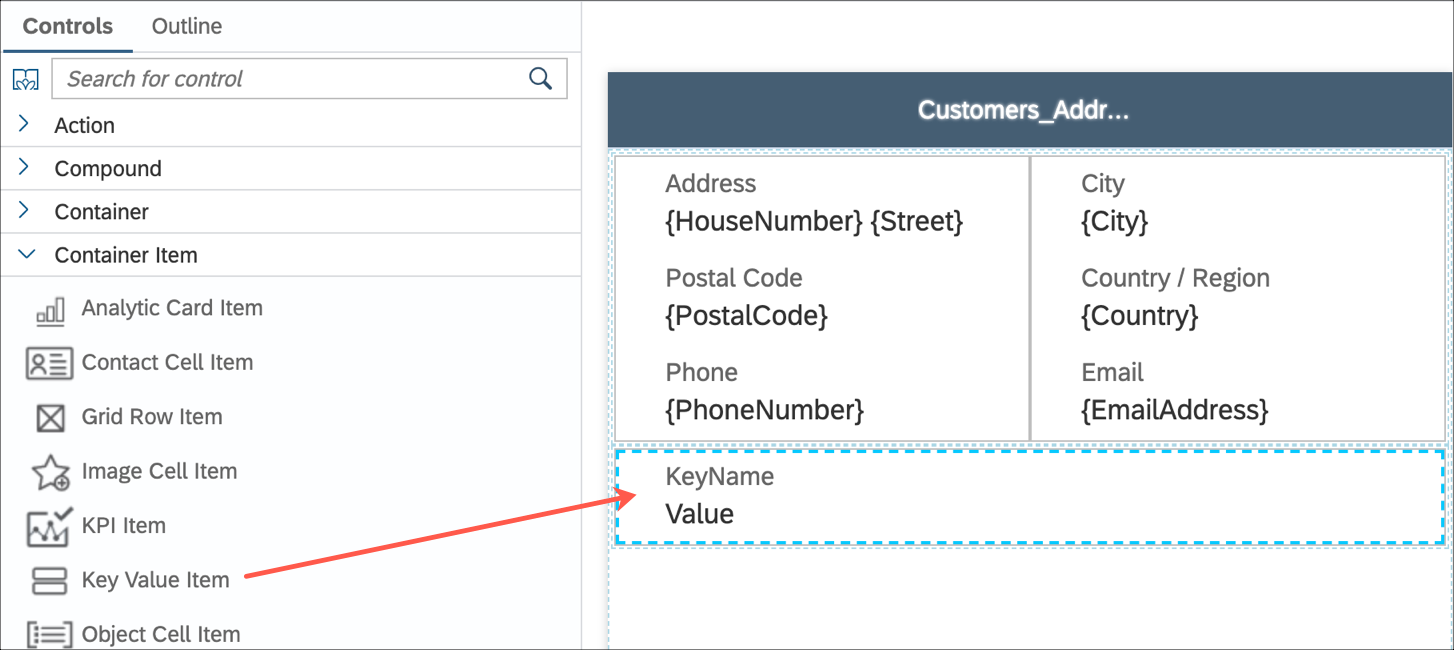 Controls Outline
Search for control
Action
Compound
Container
Container Item
Analytic Card Item
Contact Cell Item
Grid Row Item
Image Cell Item
KPI Item
Key Value Item
Object Cell Item
Customers_Addr...
Address
{HouseNumber} {Street}
City
{City}
Postal Code
{PostalCode}
Country / Region
{Country}
Phone
{PhoneNumber}
Email
{EmailAddress}
KeyName
Value